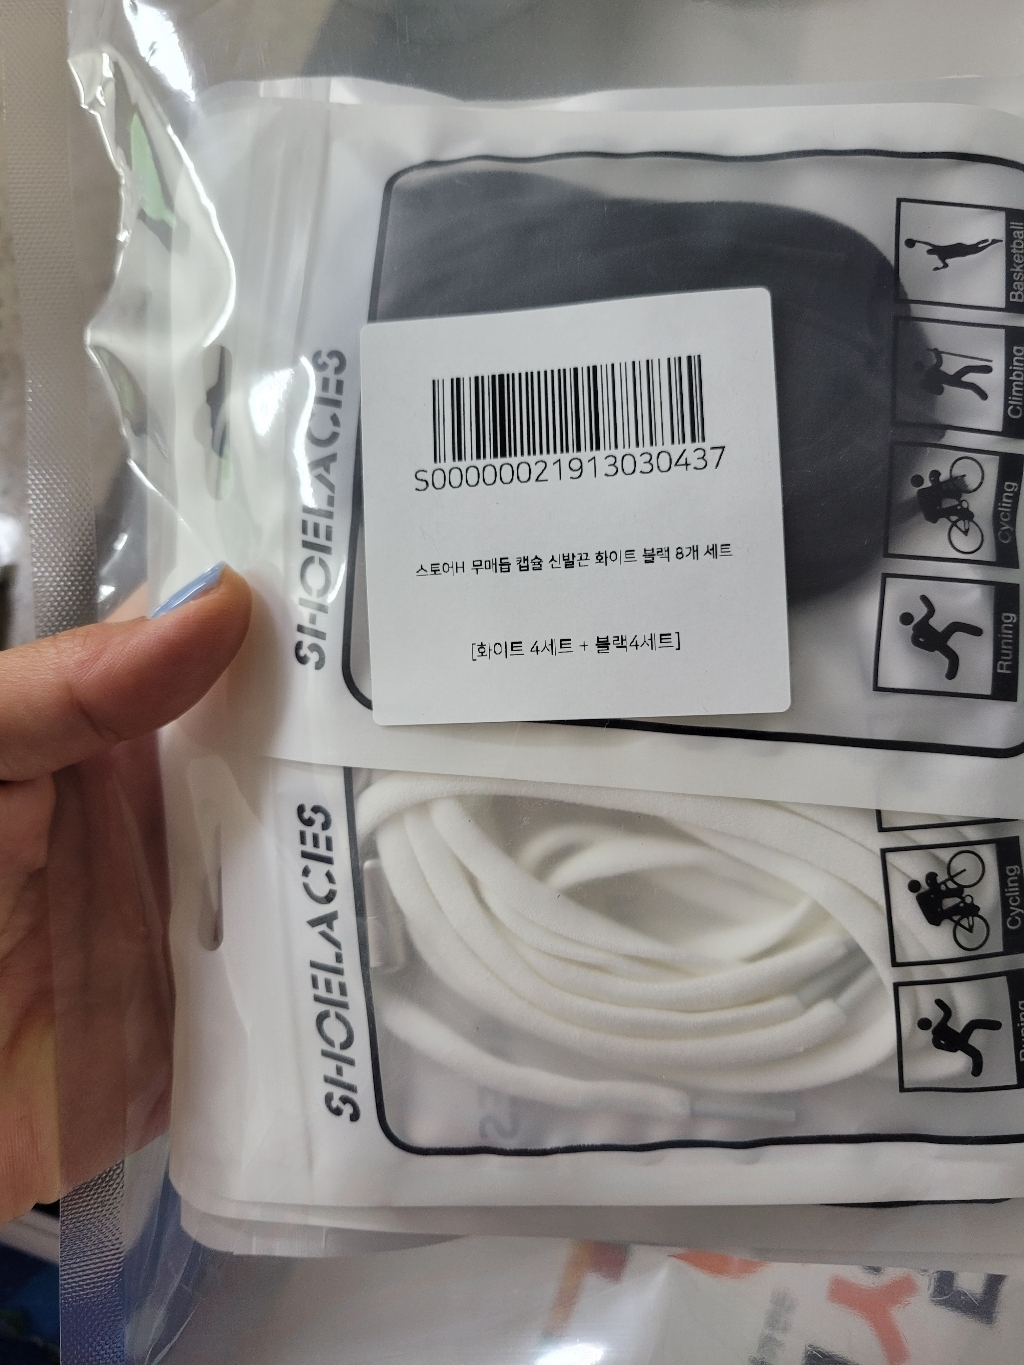 SHOELACES
S00000021913030437
스토어H 무매듭 캡슐 신발끈 화이트 블랙 8개 세트
[화이트 4세트 + 블랙4세트]
Basketball
Climbing
Cycling
Runing
SHOELACES
Cycling
Runing